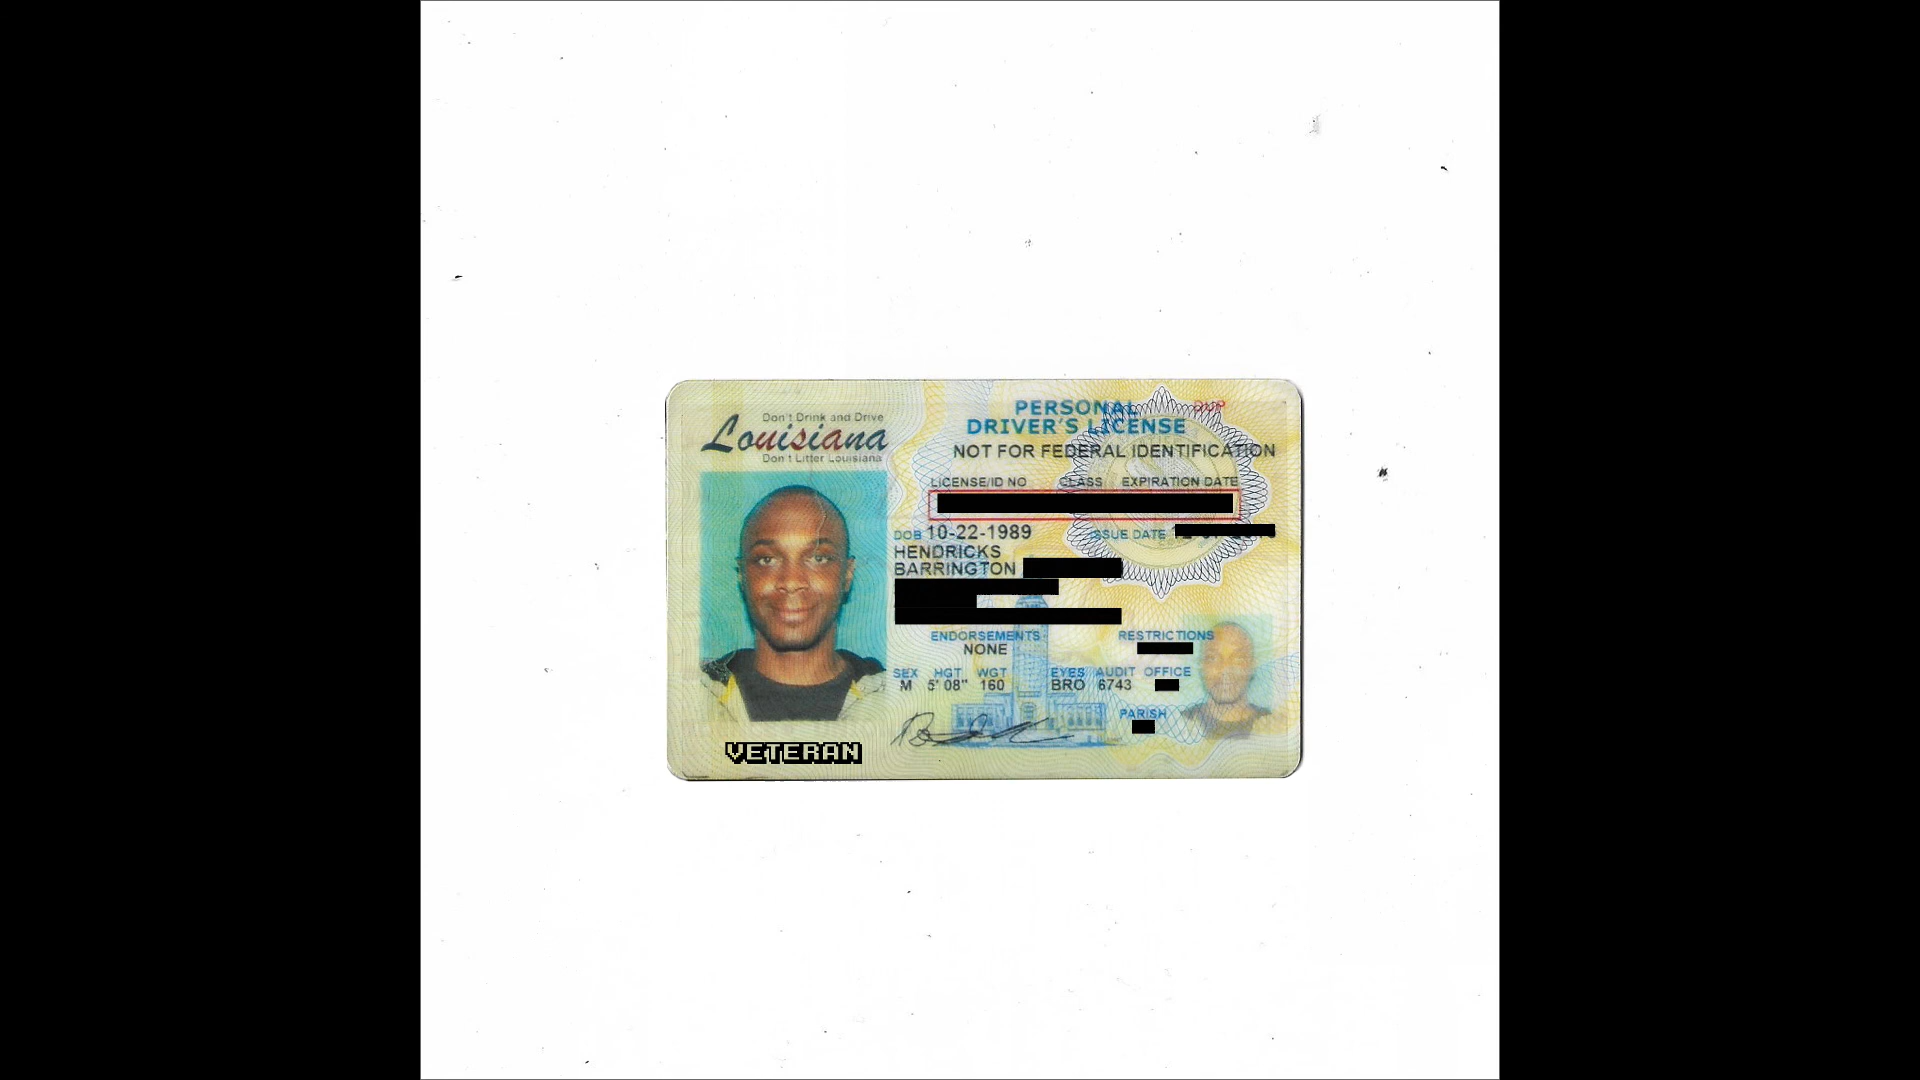 Don't Drink and Drive
Louisiana
Don't Litter Louisiana
PERSONAL DUP
DRIVER'S LICENSE
NOT FOR FEDERAL IDENTIFICATION
LICENSE/ID NO CLASS EXPIRATION DATE
DOB 10-22-1989 ISSUE DATE
HENDRICKS
BARRINGTON
ENDORSEMENTS RESTRICTIONS
NONE
SEX HGT WGT EYES AUDIT OFFICE
M 5'08" 160 BRO 6743
PARISH
VETERAN